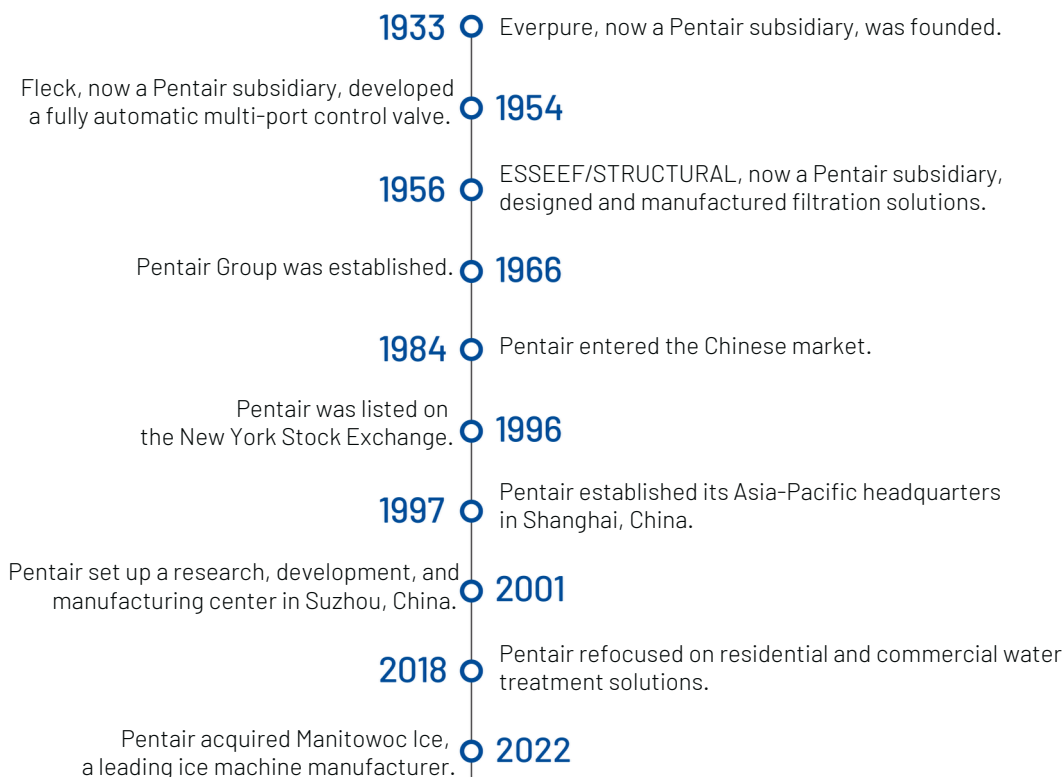 1933
Everpure, now a Pentair subsidiary, was founded.
Fleck, now a Pentair subsidiary, developed
a fully automatic multi-port control valve.
1954
1956
ESSEEF/STRUCTURAL, now a Pentair subsidiary,
designed and manufactured filtration solutions.
Pentair Group was established.
1966
1984
Pentair entered the Chinese market.
Pentair was listed on
the New York Stock Exchange.
1996
1997
Pentair established its Asia-Pacific headquarters
in Shanghai, China.
Pentair set up a research, development, and
manufacturing center in Suzhou, China.
2001
2018
Pentair refocused on residential and commercial water
treatment solutions.
Pentair acquired Manitowoc Ice,
a leading ice machine manufacturer.
2022